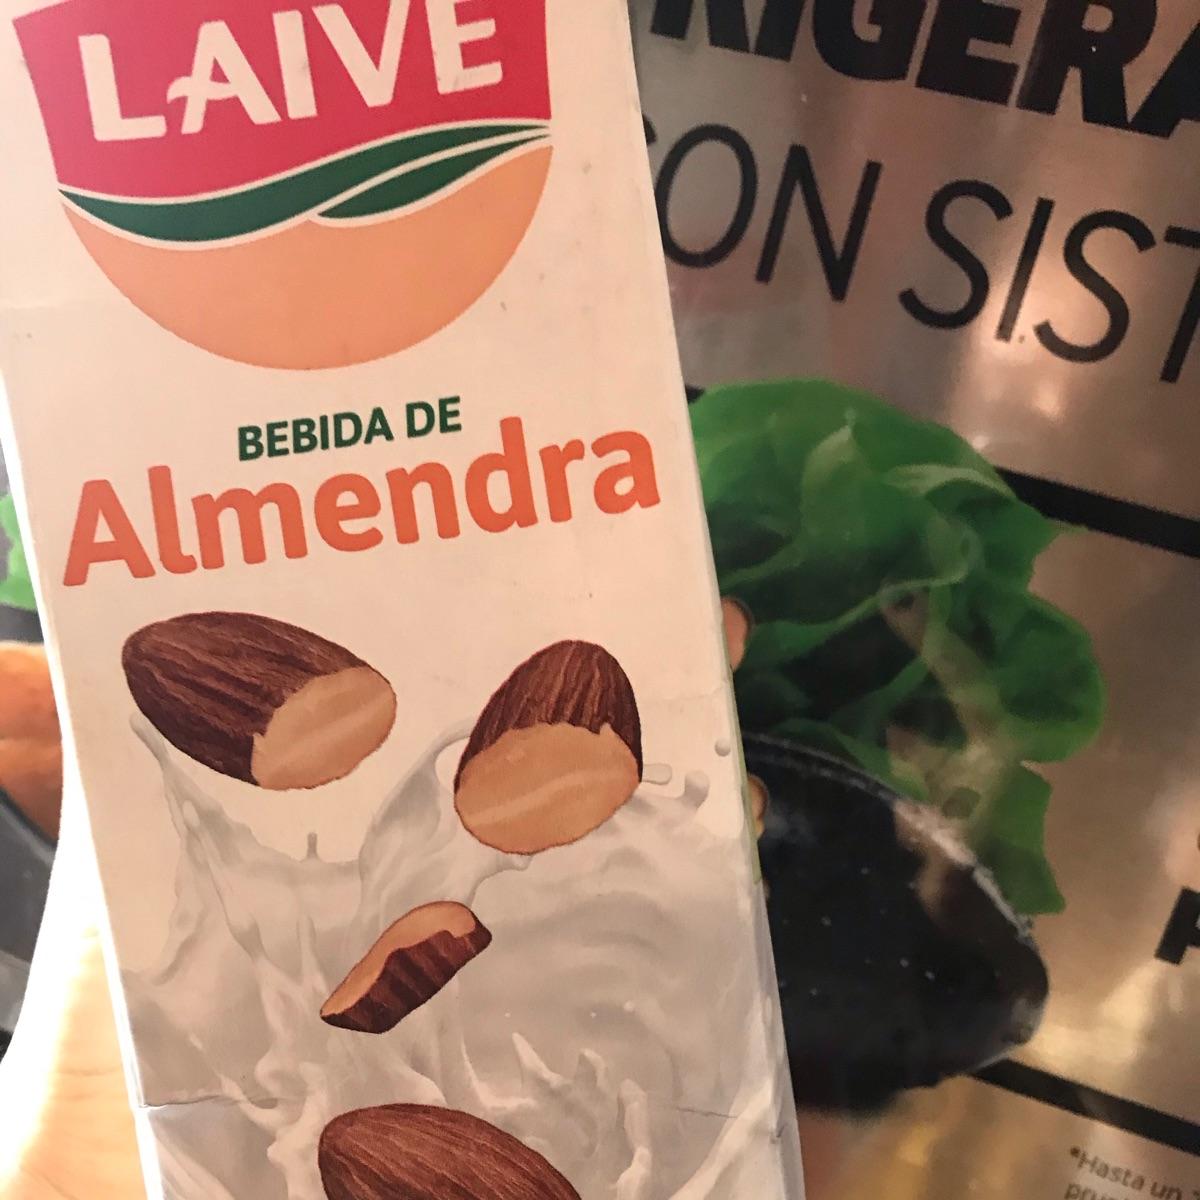 LAIVE
BEBIDA DE
Almendra
RIGERA
ON SIST
*Hasta un